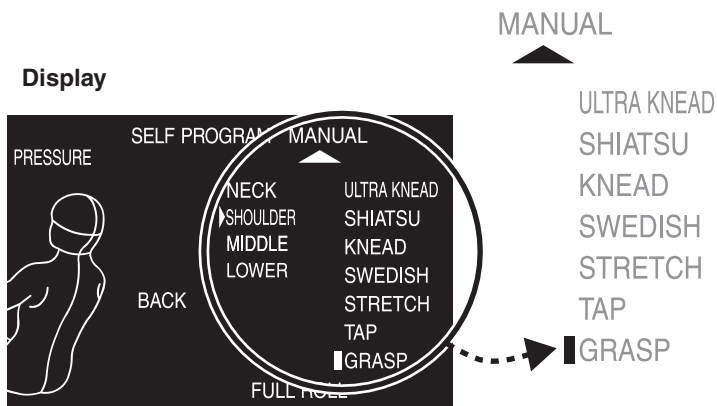 MANUAL
Display
SELF PROGRAM MANUAL
PRESSURE
NECK
SHOULDER
MIDDLE
LOWER
BACK
ULTRA KNEAD
SHIATSU
KNEAD
SWEDISH
STRETCH
TAP
GRASP
FULL ROLL
ULTRA KNEAD
SHIATSU
KNEAD
SWEDISH
STRETCH
TAP
GRASP